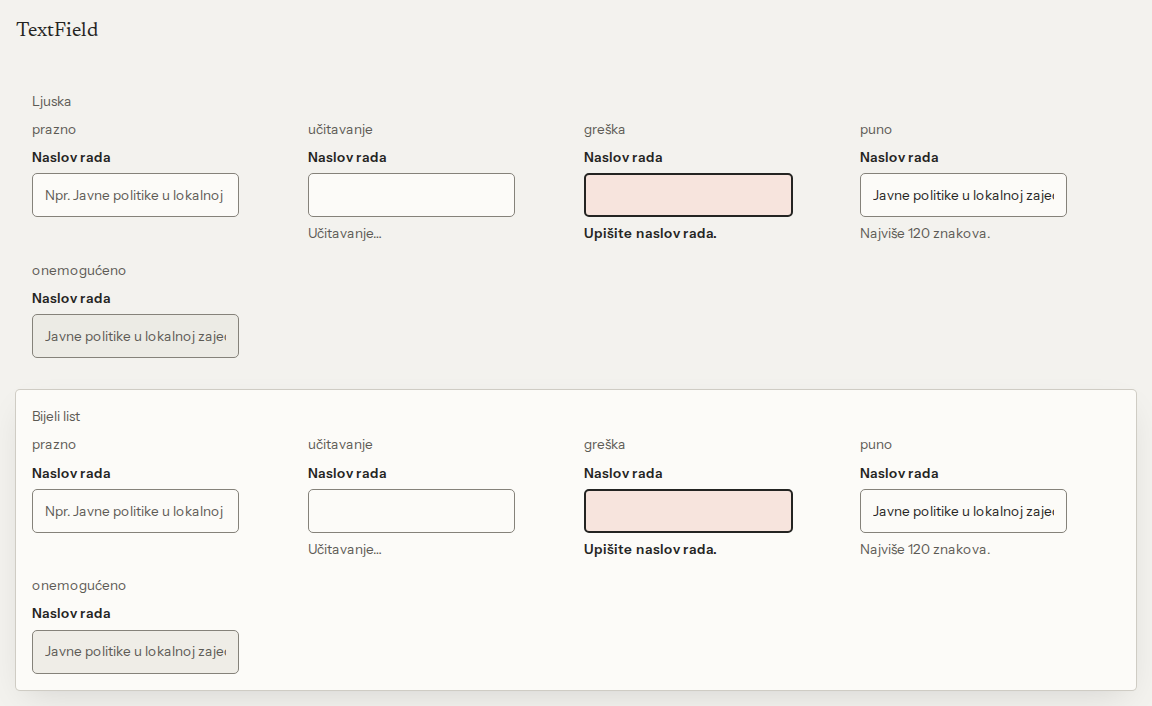 TextField
Ljuska
prazno učitavanje greška puno
Naslov rada Naslov rada Naslov rada Naslov rada
Npr. Javne politike u lokalnoj Javne politike u lokalnoj zaje
Učitavanje… Upišite naslov rada. Najviše 120 znakova.
onemogućeno
Naslov rada
Javne politike u lokalnoj zaje
Bijeli list
prazno učitavanje greška puno
Naslov rada Naslov rada Naslov rada Naslov rada
Npr. Javne politike u lokalnoj Javne politike u lokalnoj zaje
Učitavanje… Upišite naslov rada. Najviše 120 znakova.
onemogućeno
Naslov rada
Javne politike u lokalnoj zaje